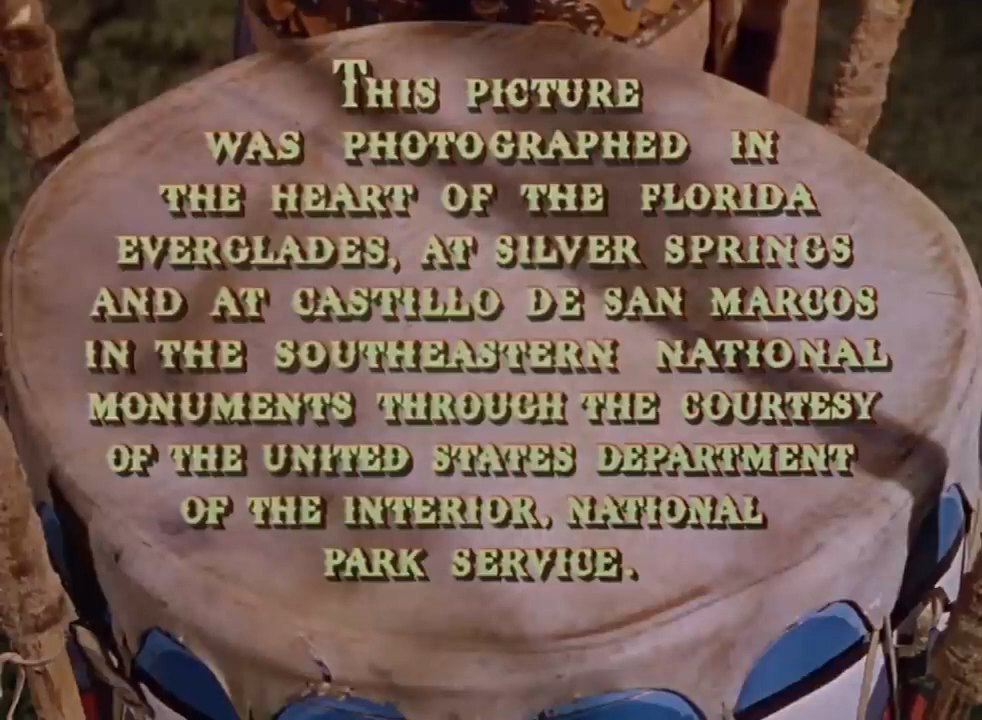 THIS PICTURE
WAS PHOTOGRAPHED IN
THE HEART OF THE FLORIDA
EVERGLADES, AT SILVER SPRINGS
AND AT CASTILLO DE SAN MARCOS
IN THE SOUTHEASTERN NATIONAL
MONUMENTS THROUGH THE COURTESY
OF THE UNITED STATES DEPARTMENT
OF THE INTERIOR. NATIONAL
PARK SERVICE.